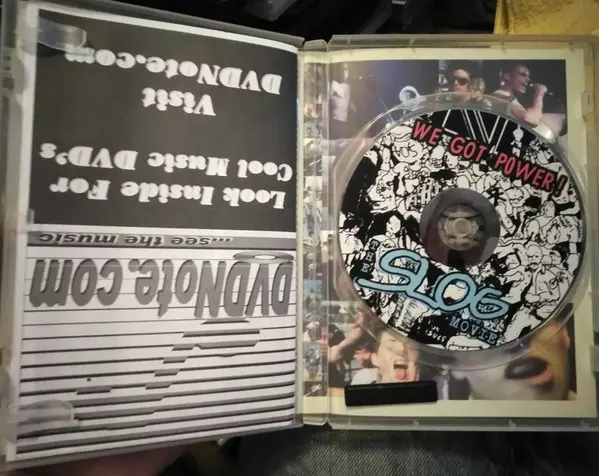 DVDNote.com
...see the music
Look Inside For
Cool Music DVD's
Visit
DVDNote.com
WE GOT POWER!
THE
SLOG
MOVIE